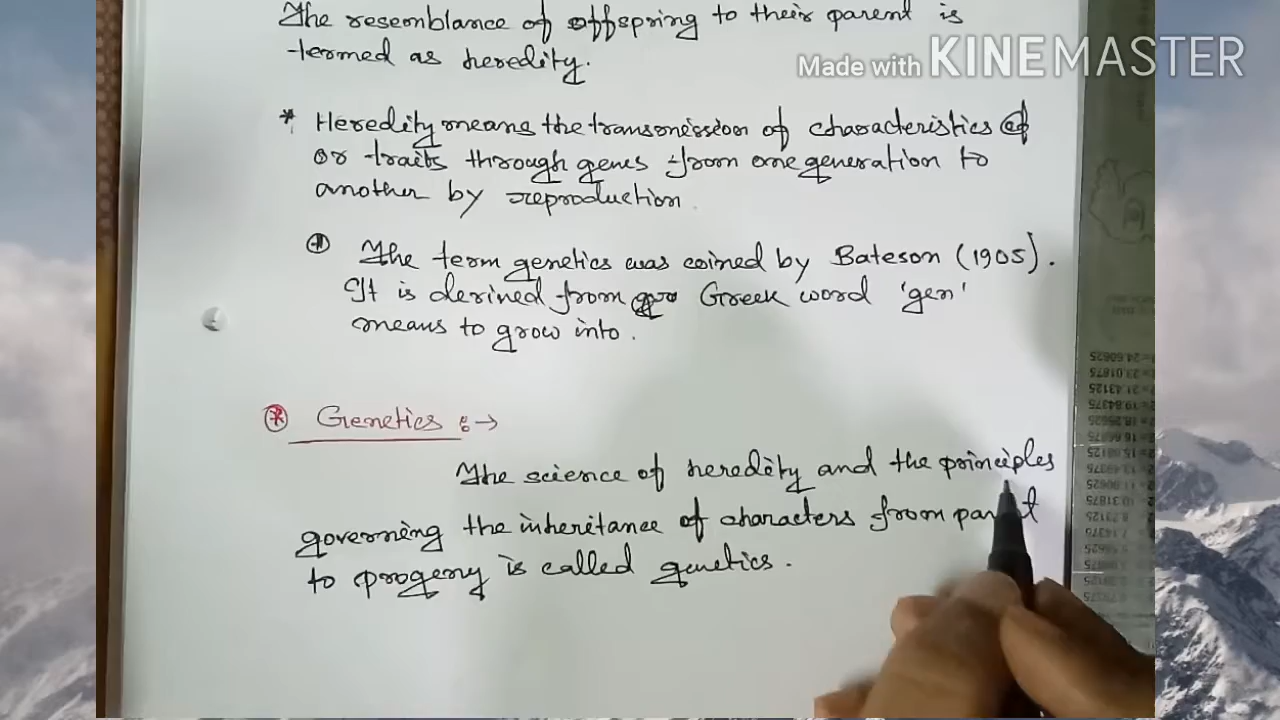 The resemblance of offspring to their parent is
termed as heredity.
Made with KINEMASTER
* Heredity means the transmission of characteristics
or traits through genes from one generation to
another by reproduction.
The term genetics was coined by Bateson (1905).
It is derined from Greek word 'gen'
means to grow into.
* Genetics :→
The science of heredity and the principles
governing the inheritance of characters from parent
to progeny is called genetics.